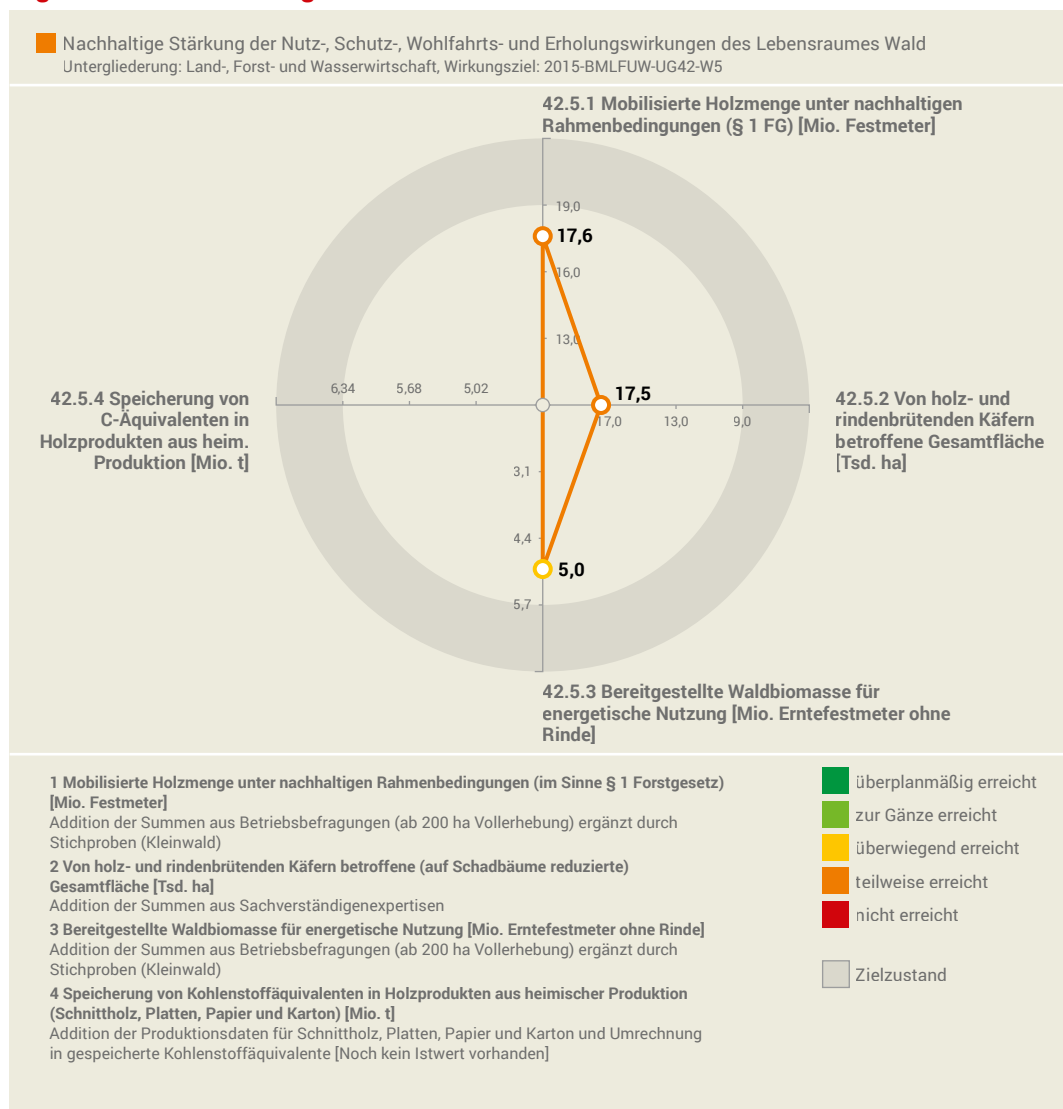 Nachhaltige Stärkung der Nutz-, Schutz-, Wohlfahrts- und Erholungswirkungen des Lebensraumes Wald
Untergliederung: Land-, Forst- und Wasserwirtschaft, Wirkungsziel: 2015-BMLFUW-UG42-W5
42.5.1 Mobilisierte Holzmenge unter nachhaltigen
Rahmenbedingungen (§ 1 FG) [Mio. Festmeter]
19,0
17,6
16,0
13,0
42.5.4 Speicherung von
C-Äquivalenten in
Holzprodukten aus heim.
Produktion [Mio. t]
6,34
5,68
5,02
17,5
17,0
13,0
9,0
42.5.2 Von holz- und
rindenbrütenden Käfern
betroffene Gesamtfläche
[Tsd. ha]
3,1
4,4
5,0
5,7
42.5.3 Bereitgestellte Waldbiomasse für
energetische Nutzung [Mio. Erntefestmeter ohne
Rinde]
1 Mobilisierte Holzmenge unter nachhaltigen Rahmenbedingungen (im Sinne § 1 Forstgesetz)
[Mio. Festmeter]
Addition der Summen aus Betriebsbefragungen (ab 200 ha Vollerhebung) ergänzt durch
Stichproben (Kleinwald)
2 Von holz- und rindenbrütenden Käfern betroffene (auf Schadbäume reduzierte)
Gesamtfläche [Tsd. ha]
Addition der Summen aus Sachverständigenexpertisen
3 Bereitgestellte Waldbiomasse für energetische Nutzung [Mio. Erntefestmeter ohne Rinde]
Addition der Summen aus Betriebsbefragungen (ab 200 ha Vollerhebung) ergänzt durch
Stichproben (Kleinwald)
4 Speicherung von Kohlenstoffäquivalenten in Holzprodukten aus heimischer Produktion
(Schnittholz, Platten, Papier und Karton) [Mio. t]
Addition der Produktionsdaten für Schnittholz, Platten, Papier und Karton und Umrechnung
in gespeicherte Kohlenstoffäquivalente [Noch kein Istwert vorhanden]
überplanmäßig erreicht
zur Gänze erreicht
überwiegend erreicht
teilweise erreicht
nicht erreicht
Zielzustand